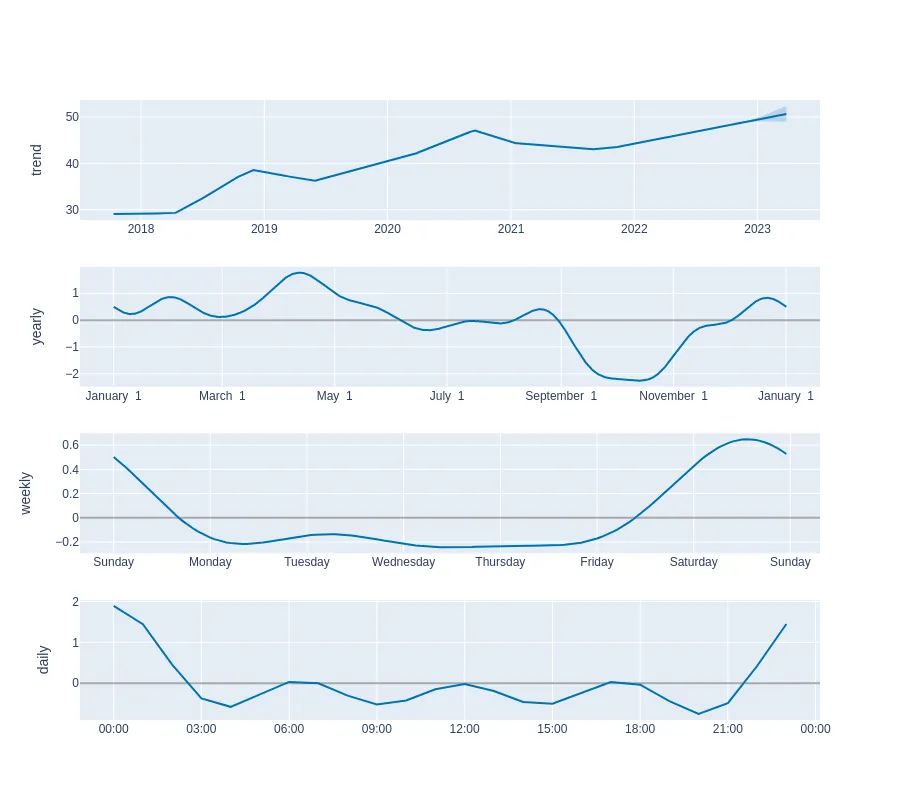 trend
50
40
30
2018 2019 2020 2021 2022 2023
yearly
1
0
−1
−2
January 1 March 1 May 1 July 1 September 1 November 1 January 1
weekly
0.6
0.4
0.2
0
−0.2
Sunday Monday Tuesday Wednesday Thursday Friday Saturday Sunday
daily
2
1
0
00:00 03:00 06:00 09:00 12:00 15:00 18:00 21:00 00:00